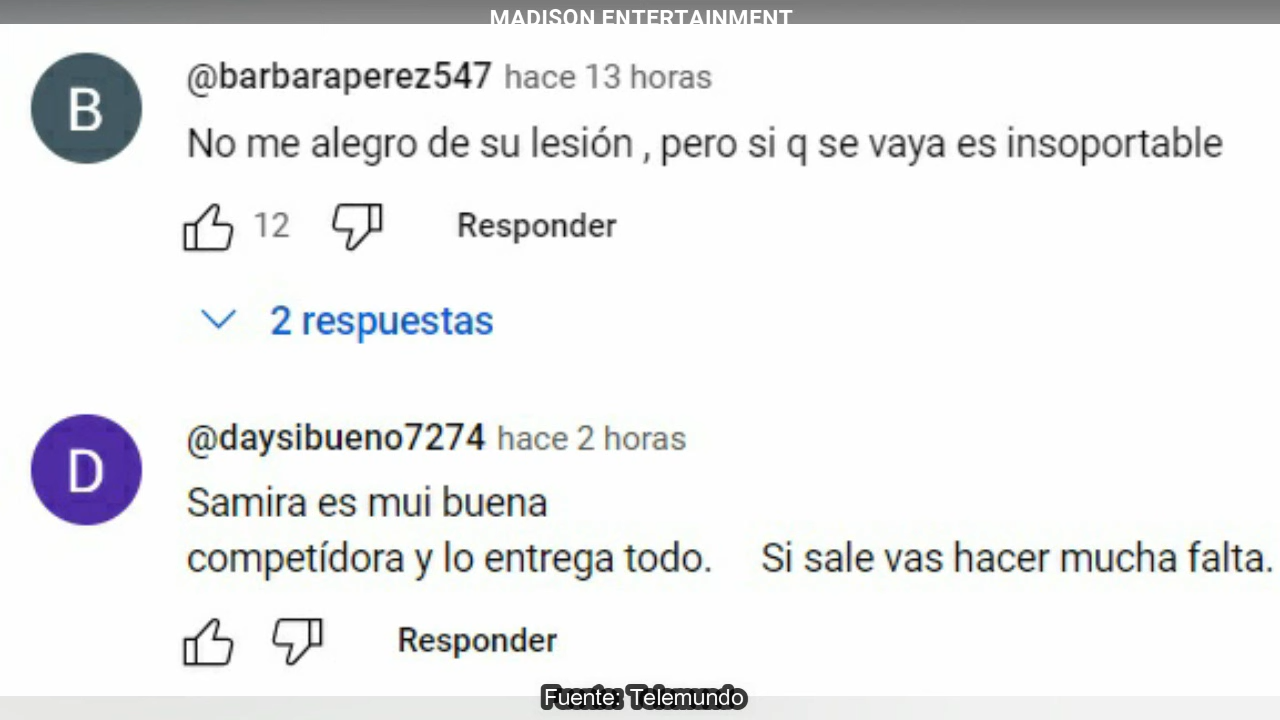 MADISON ENTERTAINMENT
B
@barbaraperez547 hace 13 horas
No me alegro de su lesión , pero si q se vaya es insoportable
12 Responder
2 respuestas
D
@daysibueno7274 hace 2 horas
Samira es mui buena
competídora y lo entrega todo. Si sale vas hacer mucha falta.
Responder
Fuente: Telemundo